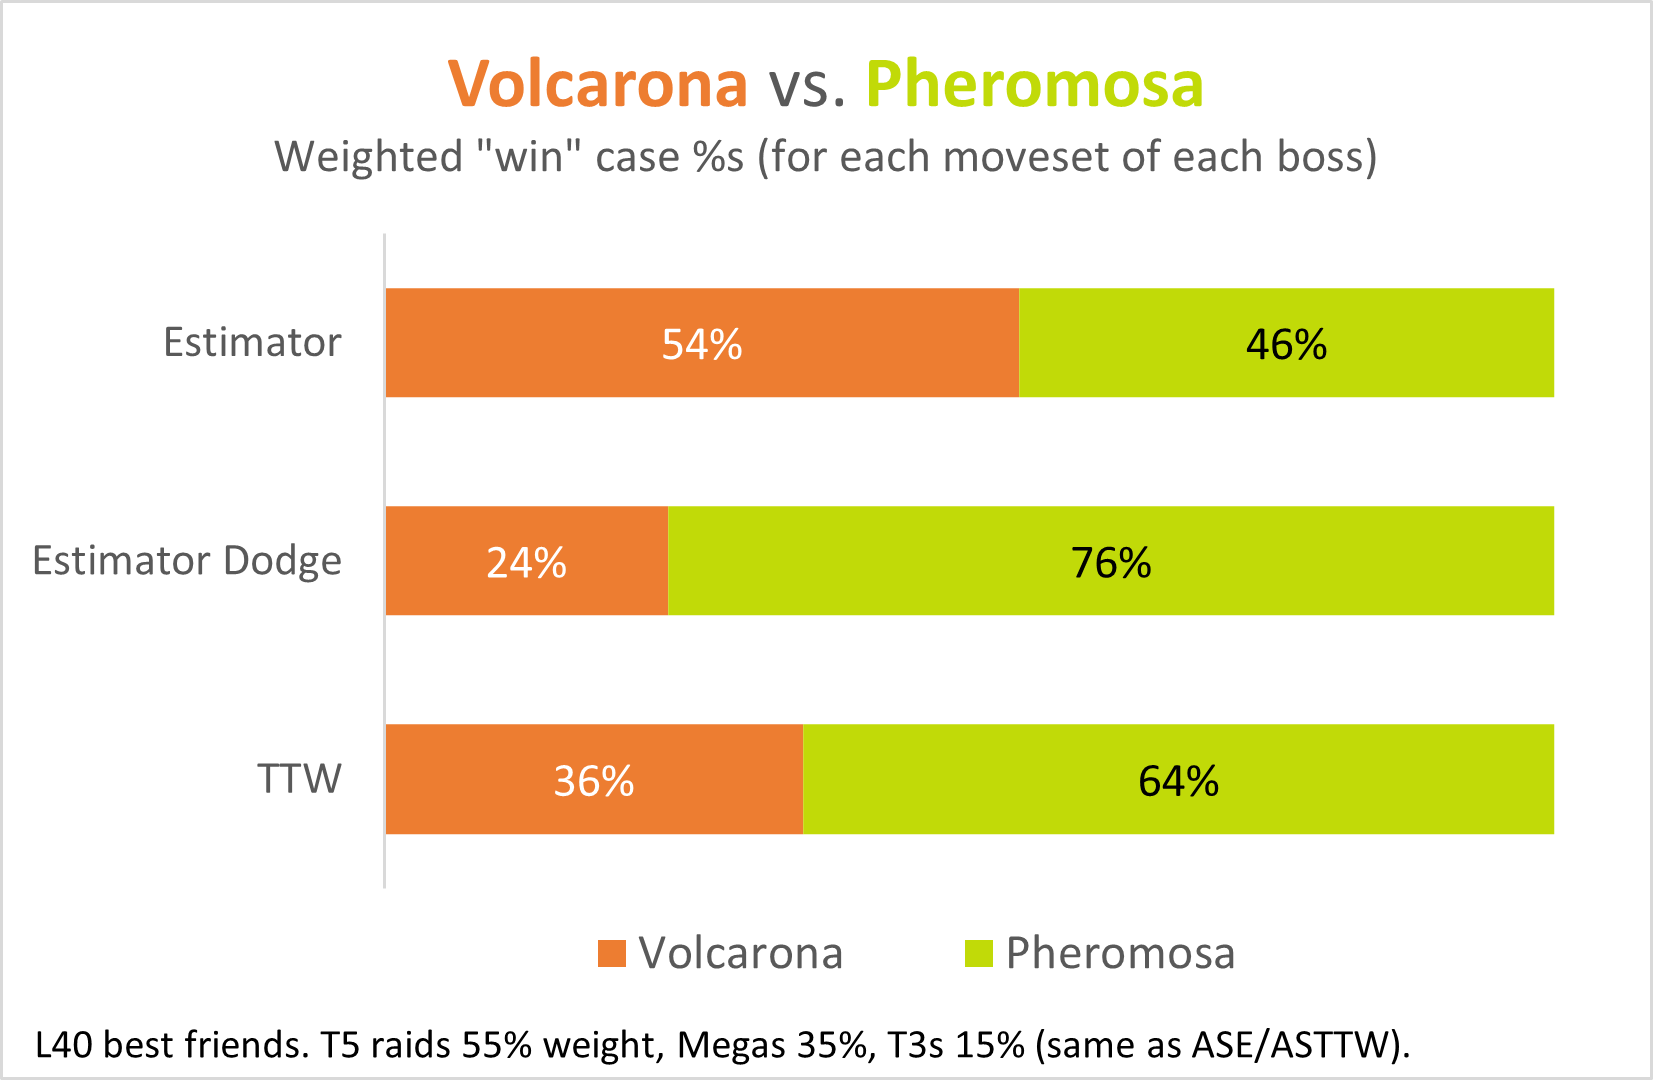 Volcarona vs. Pheromosa
Weighted "win" case %s (for each moveset of each boss)
Estimator
54%
46%
Estimator Dodge
24%
76%
TTW
36%
64%
Volcarona
Pheromosa
L40 best friends. T5 raids 55% weight, Megas 35%, T3s 15% (same as ASE/ASTTW).